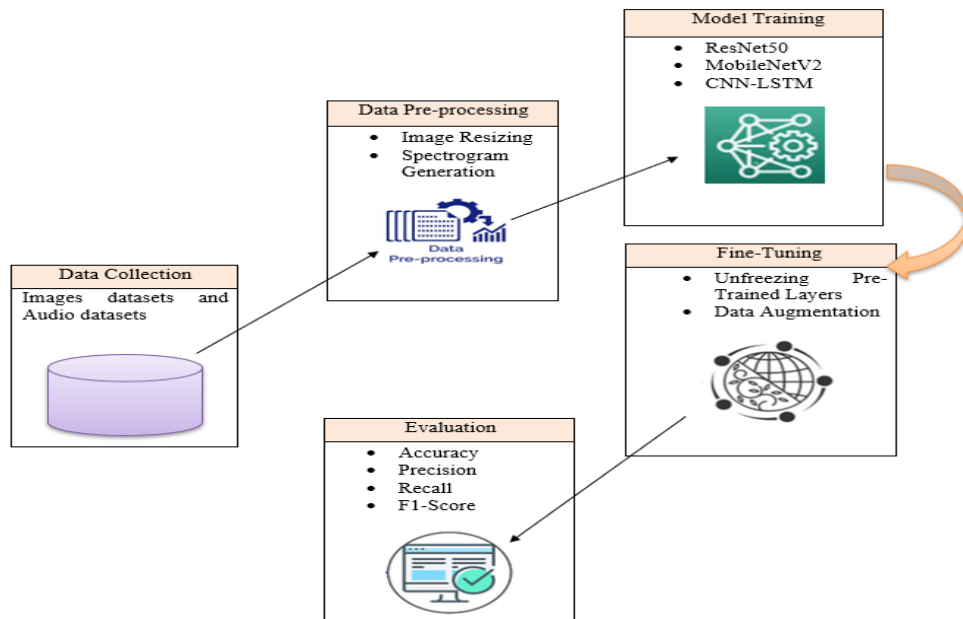 Data Collection
Images datasets and
Audio datasets
Data Pre-processing
• Image Resizing
• Spectrogram
Generation
Data
Pre-processing
Model Training
• ResNet50
• MobileNetV2
• CNN-LSTM
Fine-Tuning
• Unfreezing Pre-
Trained Layers
• Data Augmentation
Evaluation
• Accuracy
• Precision
• Recall
• F1-Score